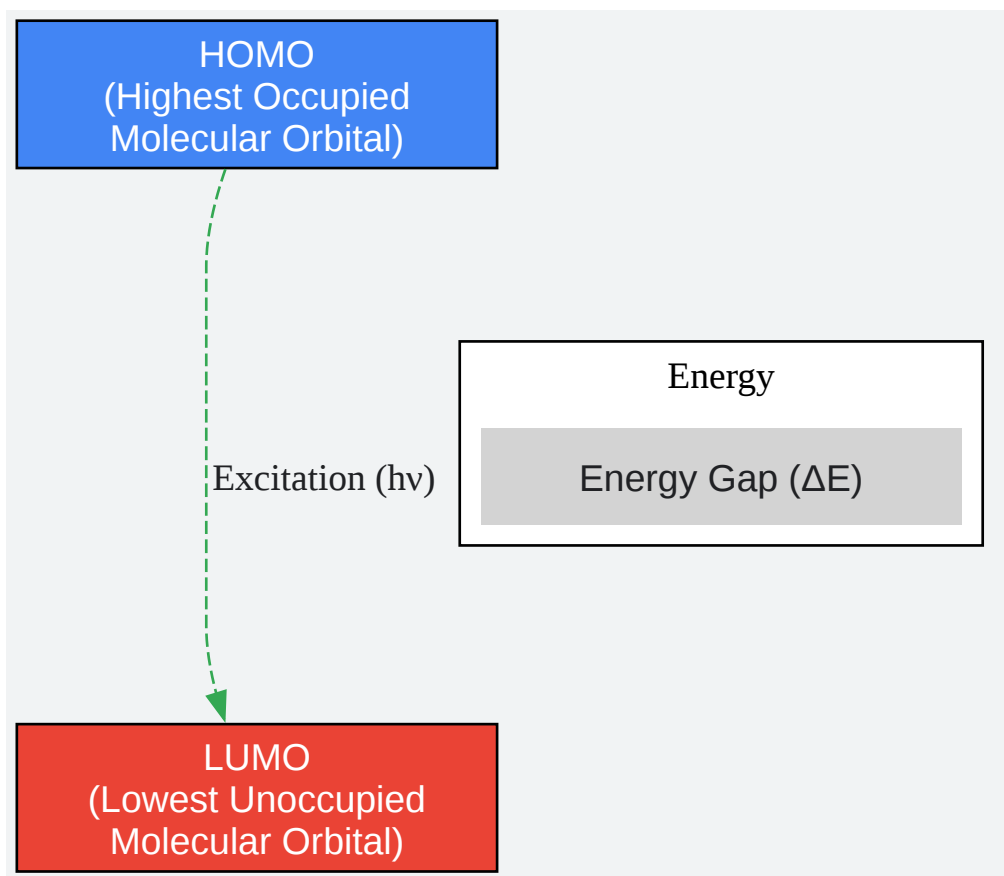 HOMO
(Highest Occupied
Molecular Orbital)
Energy
Excitation (hν)
Energy Gap (ΔE)
LUMO
(Lowest Unoccupied
Molecular Orbital)